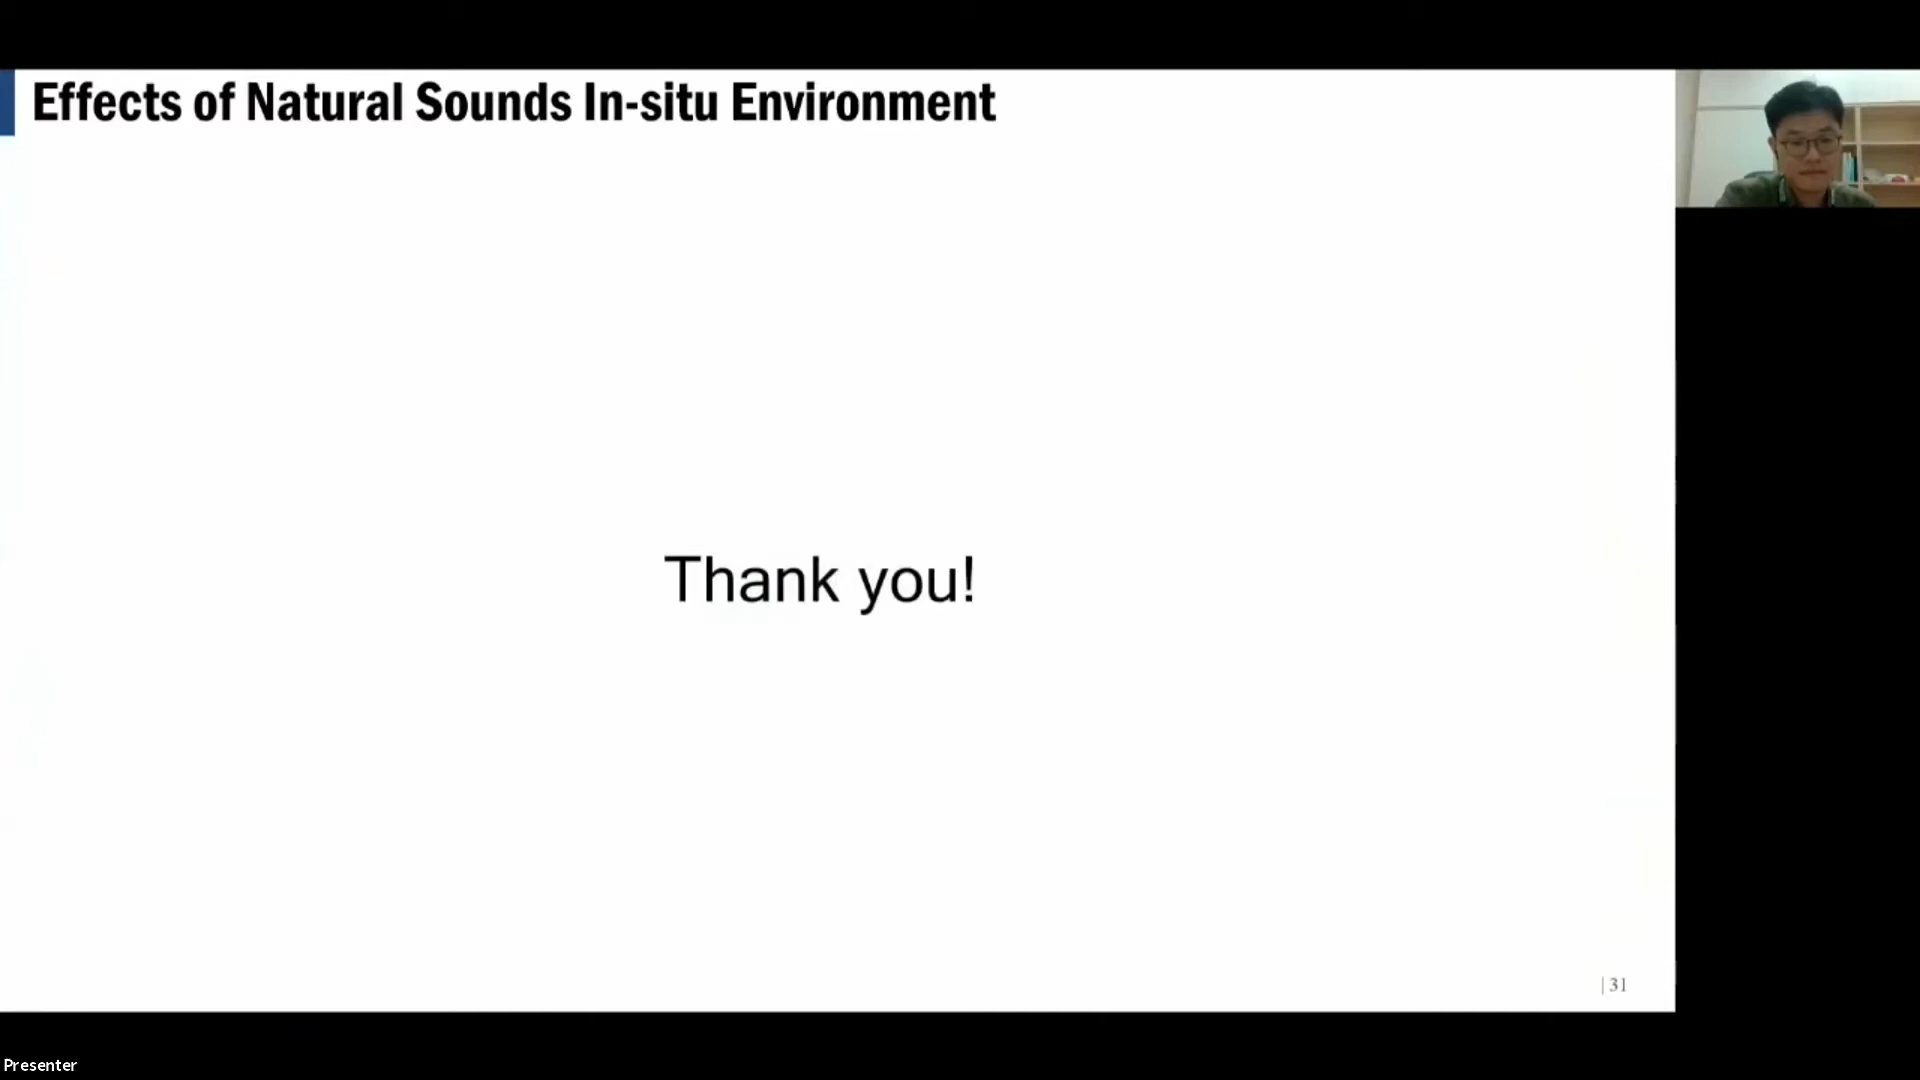 Effects of Natural Sounds In-situ Environment
Thank you!
| 31
Presenter